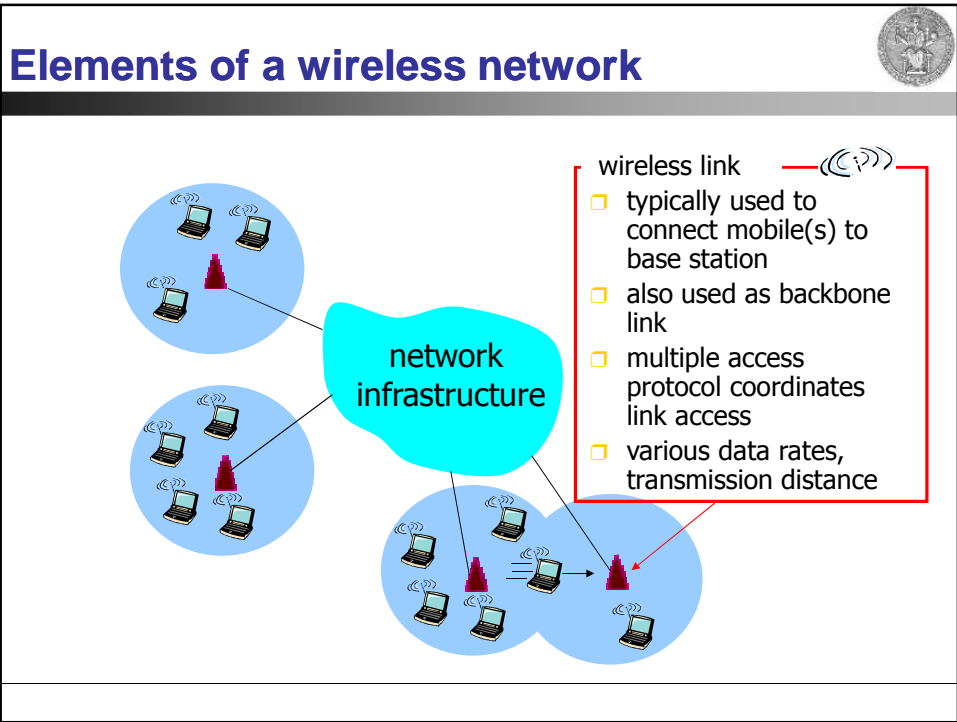 Elements of a wireless network
wireless link
typically used to
connect mobile(s) to
base station
also used as backbone
link
multiple access
protocol coordinates
link access
various data rates,
transmission distance
network
infrastructure